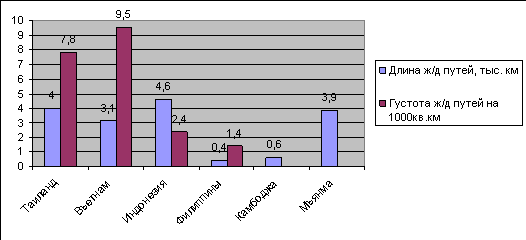 10
9
8
7
6
5
4
3
2
1
0
4
7,8
3,1
9,5
4,6
2,4
0,4
1,4
0,6
3,9
Таиланд
Вьетнам
Индонезия
Филиппины
Камбоджа
Мьянма
Длина ж/д путей, тыс. км
Густота ж/д путей на
1000кв.км